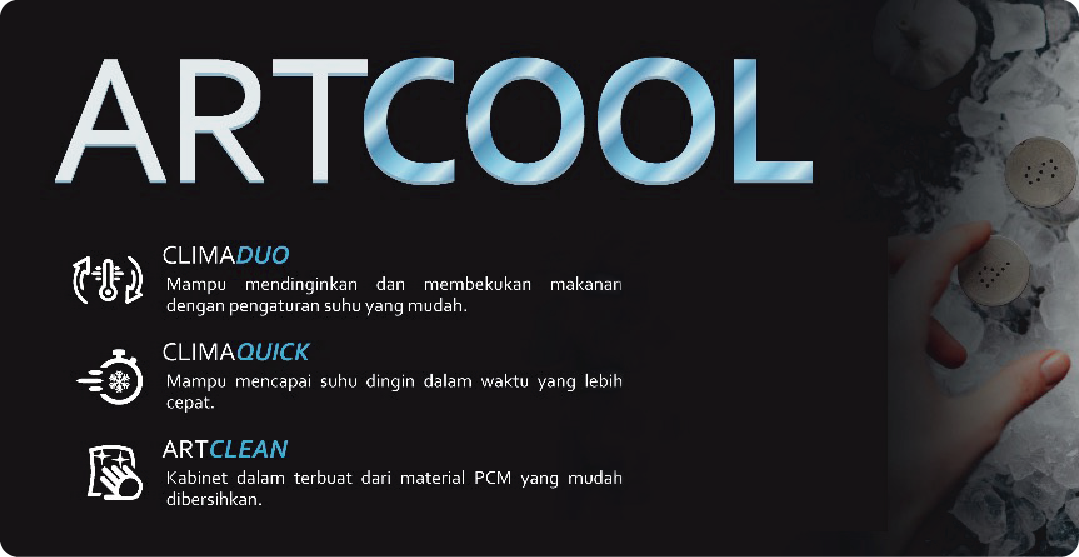 ARTCOOL
CLIMADUO
Mampu mendinginkan dan membekukan makanan
dengan pengaturan suhu yang mudah.
CLIMAQUICK
Mampu mencapai suhu dingin dalam waktu yang lebih
cepat.
ARTCLEAN
Kabinet dalam terbuat dari material PCM yang mudah
dibersihkan.